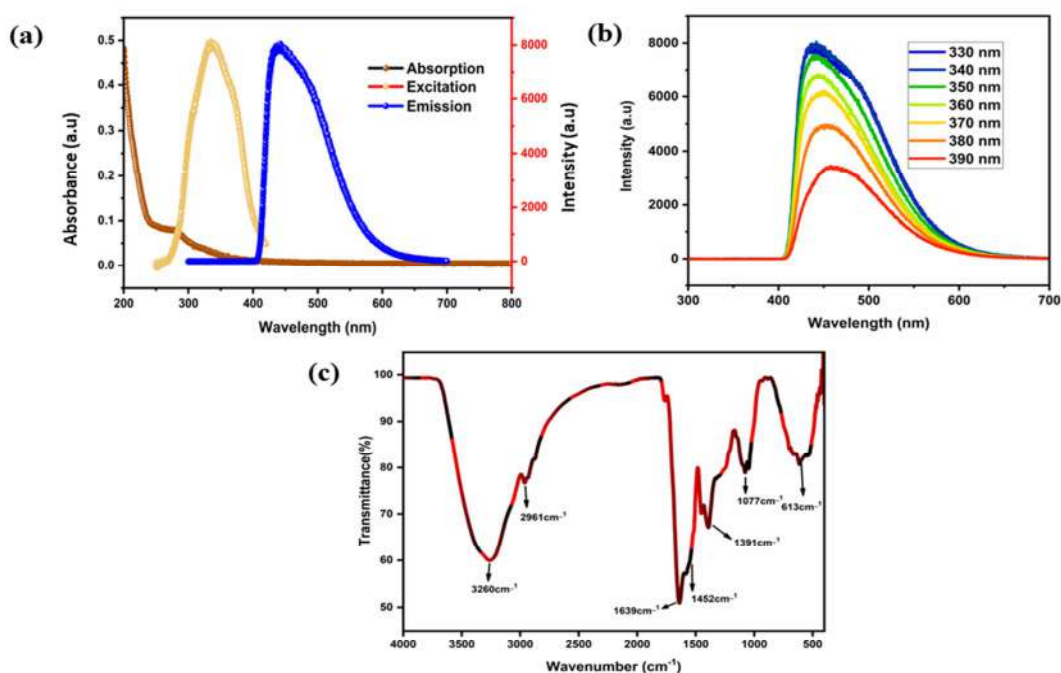 (a)
Absorbance (a.u)
0.5
0.4
0.3
0.2
0.1
0.0
200
300
400
500
600
700
800
Wavelength (nm)
8000
6000
4000
2000
0
Intensity (a.u)
Absorption
Excitation
Emission
(b)
Intensity (a.u)
8000
6000
4000
2000
0
300
400
500
600
700
Wavelength (nm)
330 nm
340 nm
350 nm
360 nm
370 nm
380 nm
390 nm
(c)
Transmittance(%)
100
90
80
70
60
50
4000
3500
3000
2500
2000
1500
1000
500
Wavenumber (cm⁻¹)
3260cm⁻¹
2961cm⁻¹
1639cm⁻¹
1452cm⁻¹
1391cm⁻¹
1077cm⁻¹
613cm⁻¹